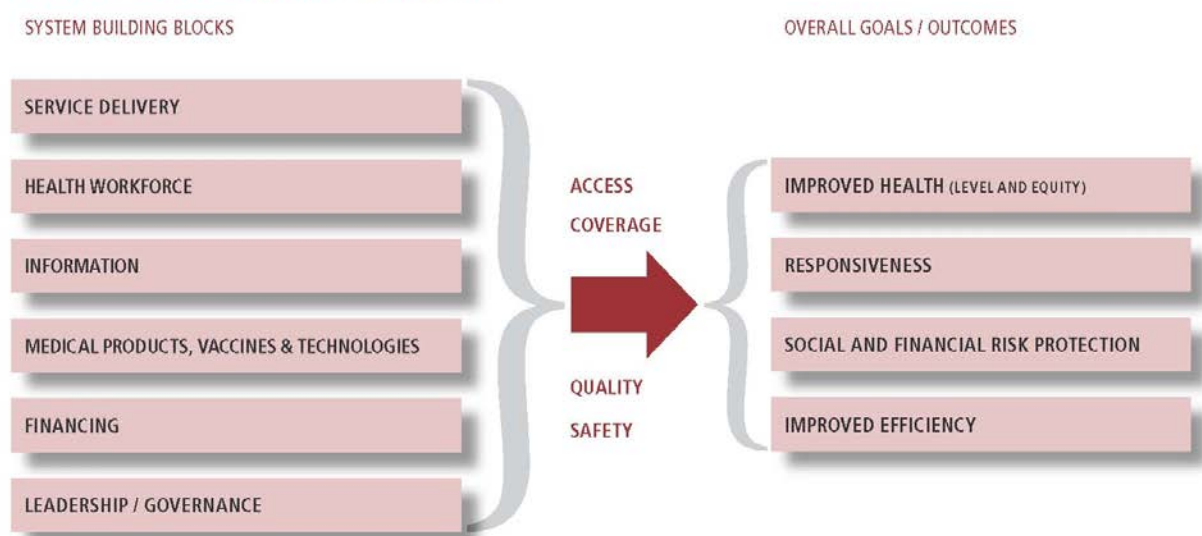 SYSTEM BUILDING BLOCKS
SERVICE DELIVERY
HEALTH WORKFORCE
INFORMATION
MEDICAL PRODUCTS, VACCINES & TECHNOLOGIES
FINANCING
LEADERSHIP / GOVERNANCE
ACCESS
COVERAGE
QUALITY
SAFETY
OVERALL GOALS / OUTCOMES
IMPROVED HEALTH (LEVEL AND EQUITY)
RESPONSIVENESS
SOCIAL AND FINANCIAL RISK PROTECTION
IMPROVED EFFICIENCY